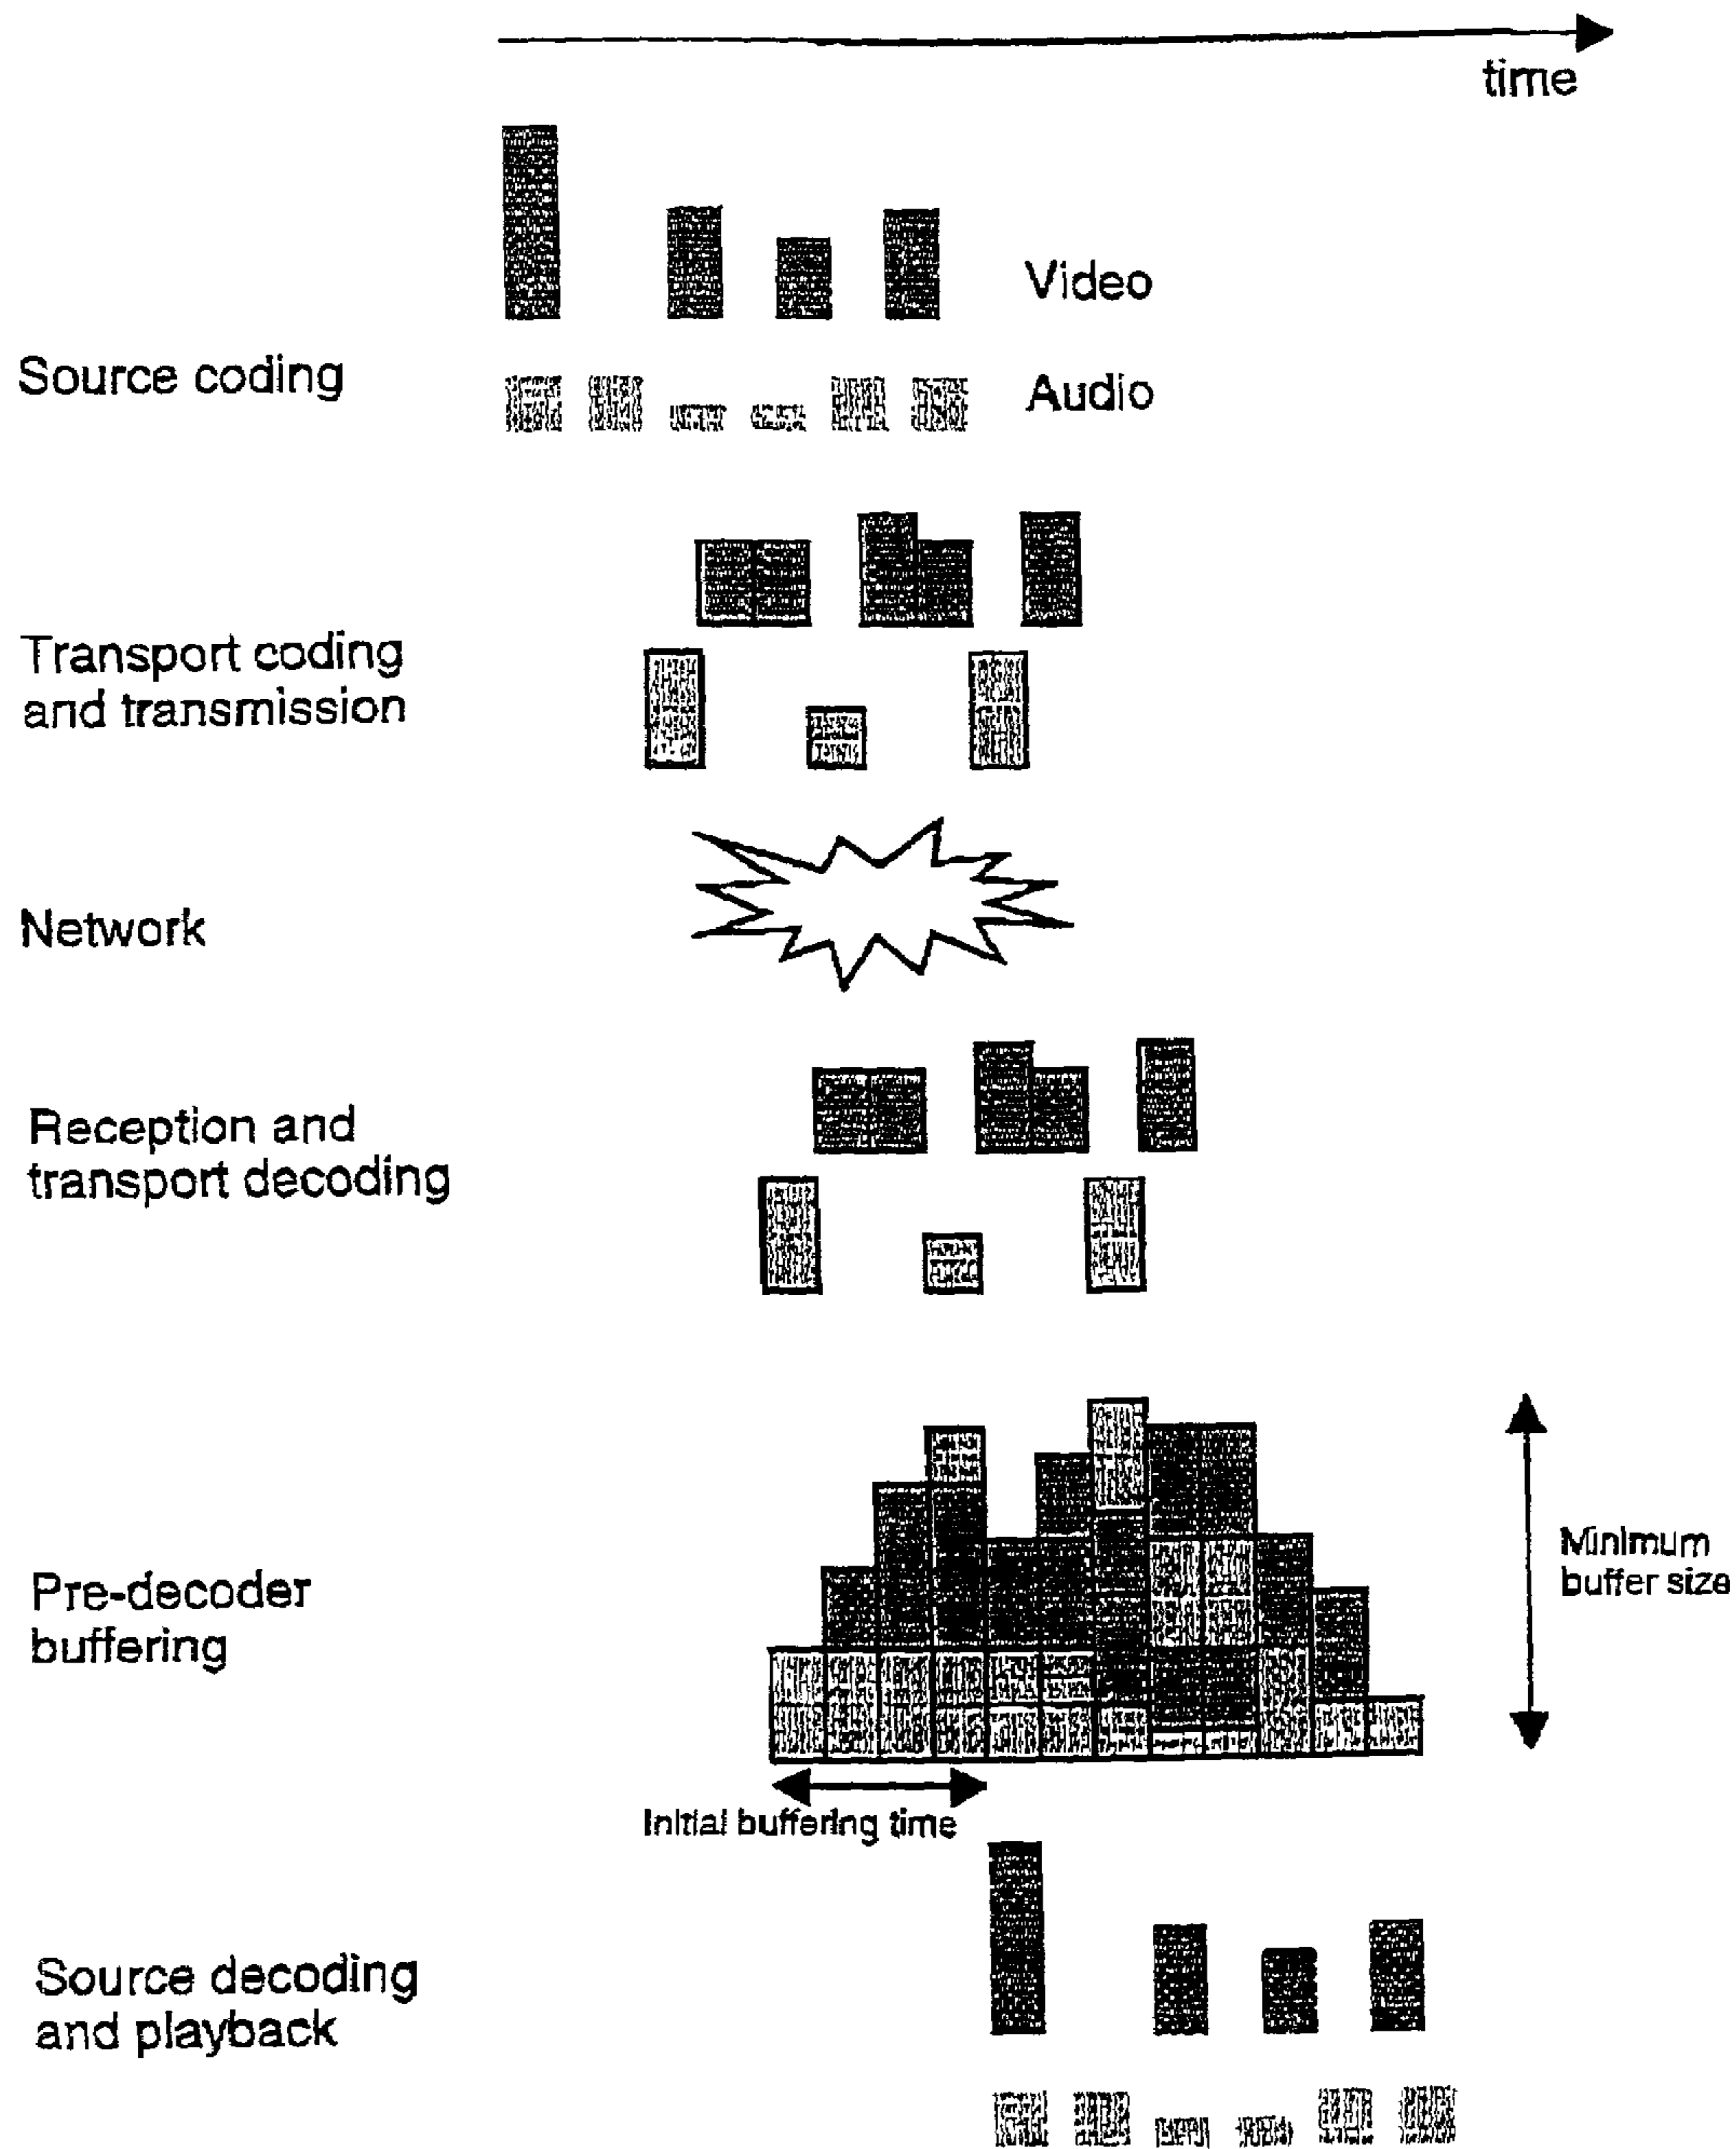 time
Video
Source coding
Audio
Transport coding
and transmission
Network
Reception and
transport decoding
Minimum
buffer size
Pre-decoder
buffering
Initial buffering time
Source decoding
and playback